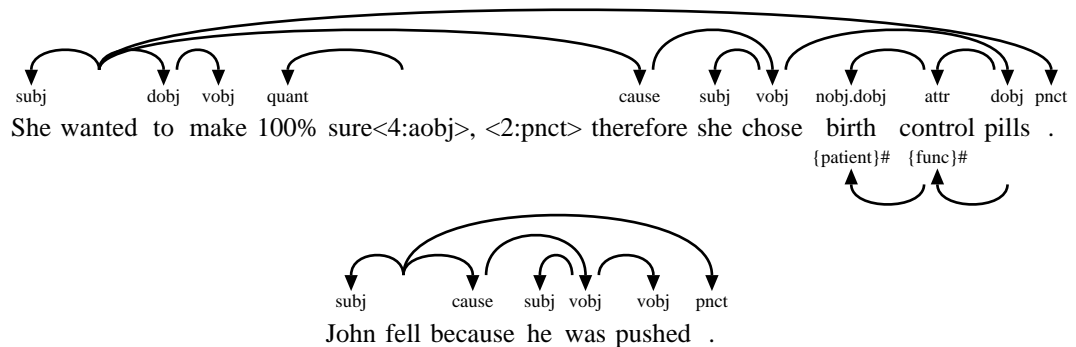 subj dobj vobj quant cause subj vobj nobj.dobj attr dobj pnct
She wanted to make 100% sure<4:aobj>, <2:pnct> therefore she chose birth control pills .
{patient}# {func}#
subj cause subj vobj vobj pnct
John fell because he was pushed .